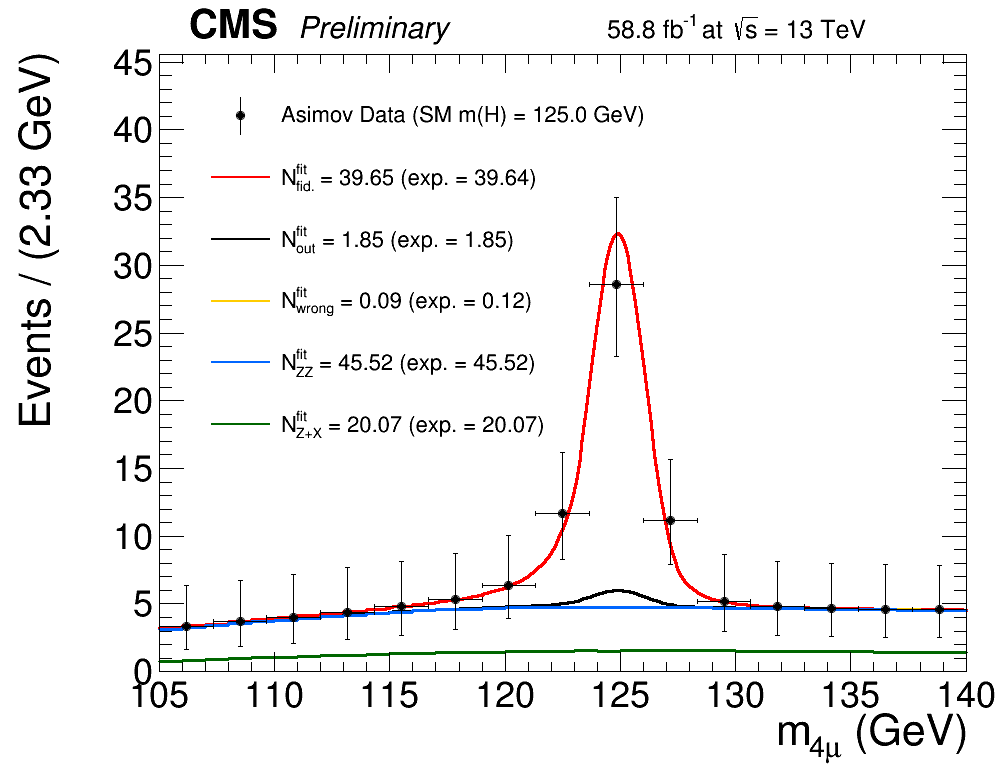 CMS Preliminary 58.8 fb⁻¹ at √s = 13 TeV
Events / (2.33 GeV)
45
40
35
30
25
20
15
10
5
0
Asimov Data (SM m(H) = 125.0 GeV)
N^fit_fid. = 39.65 (exp. = 39.64)
N^fit_out = 1.85 (exp. = 1.85)
N^fit_wrong = 0.09 (exp. = 0.12)
N^fit_ZZ = 45.52 (exp. = 45.52)
N^fit_Z+X = 20.07 (exp. = 20.07)
105 110 115 120 125 130 135 140
m_4μ (GeV)